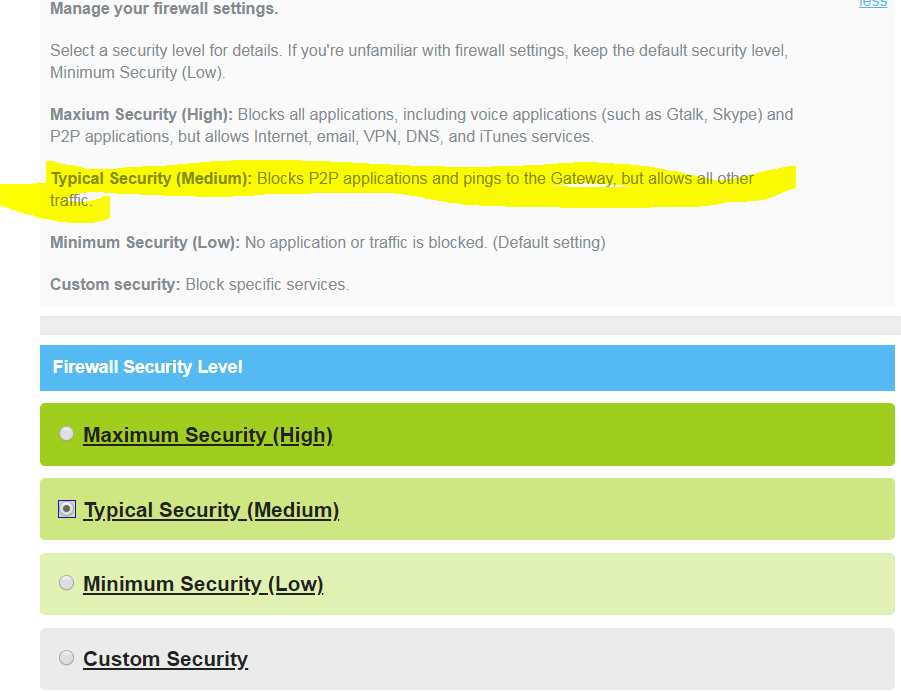 Manage your firewall settings.
less
Select a security level for details. If you're unfamiliar with firewall settings, keep the default security level,
Minimum Security (Low).
Maxium Security (High): Blocks all applications, including voice applications (such as Gtalk, Skype) and
P2P applications, but allows Internet, email, VPN, DNS, and iTunes services.
Typical Security (Medium): Blocks P2P applications and pings to the Gateway, but allows all other
traffic.
Minimum Security (Low): No application or traffic is blocked. (Default setting)
Custom security: Block specific services.
Firewall Security Level
Maximum Security (High)
Typical Security (Medium)
Minimum Security (Low)
Custom Security